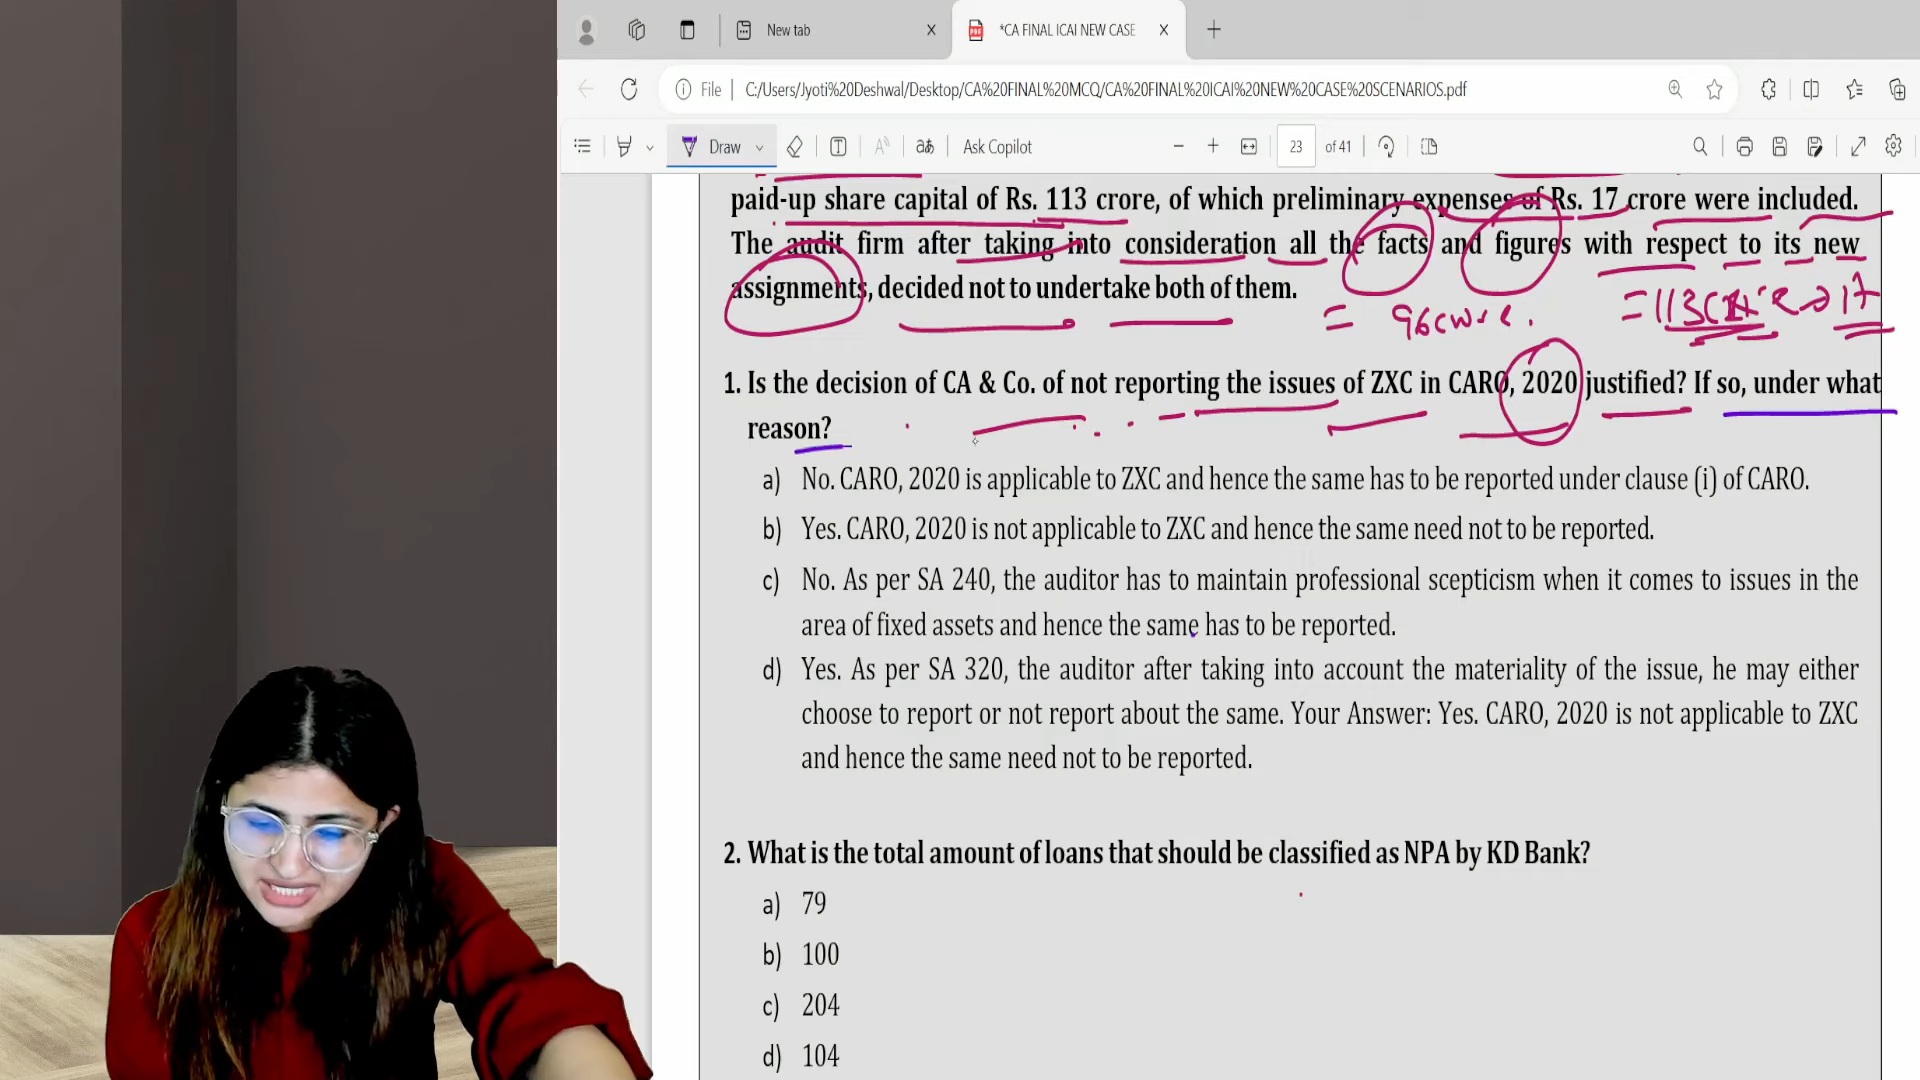 New tab
*CA FINAL ICAI NEW CASE
File | C:/Users/Jyoti%20Deshwal/Desktop/CA%20FINAL%20MCQ/CA%20FINAL%20ICAI%20NEW%20CASE%20SCENARIOS.pdf
Draw
Ask Copilot
23 of 41
paid-up share capital of Rs. 113 crore, of which preliminary expenses of Rs. 17 crore were included.
The audit firm after taking into consideration all the facts and figures with respect to its new
assignments, decided not to undertake both of them.
= 96 crore.
1. Is the decision of CA & Co. of not reporting the issues of ZXC in CARO, 2020 justified? If so, under what
reason?
a) No. CARO, 2020 is applicable to ZXC and hence the same has to be reported under clause (i) of CARO.
b) Yes. CARO, 2020 is not applicable to ZXC and hence the same need not to be reported.
c) No. As per SA 240, the auditor has to maintain professional scepticism when it comes to issues in the
area of fixed assets and hence the same has to be reported.
d) Yes. As per SA 320, the auditor after taking into account the materiality of the issue, he may either
choose to report or not report about the same. Your Answer: Yes. CARO, 2020 is not applicable to ZXC
and hence the same need not to be reported.
2. What is the total amount of loans that should be classified as NPA by KD Bank?
a) 79
b) 100
c) 204
d) 104